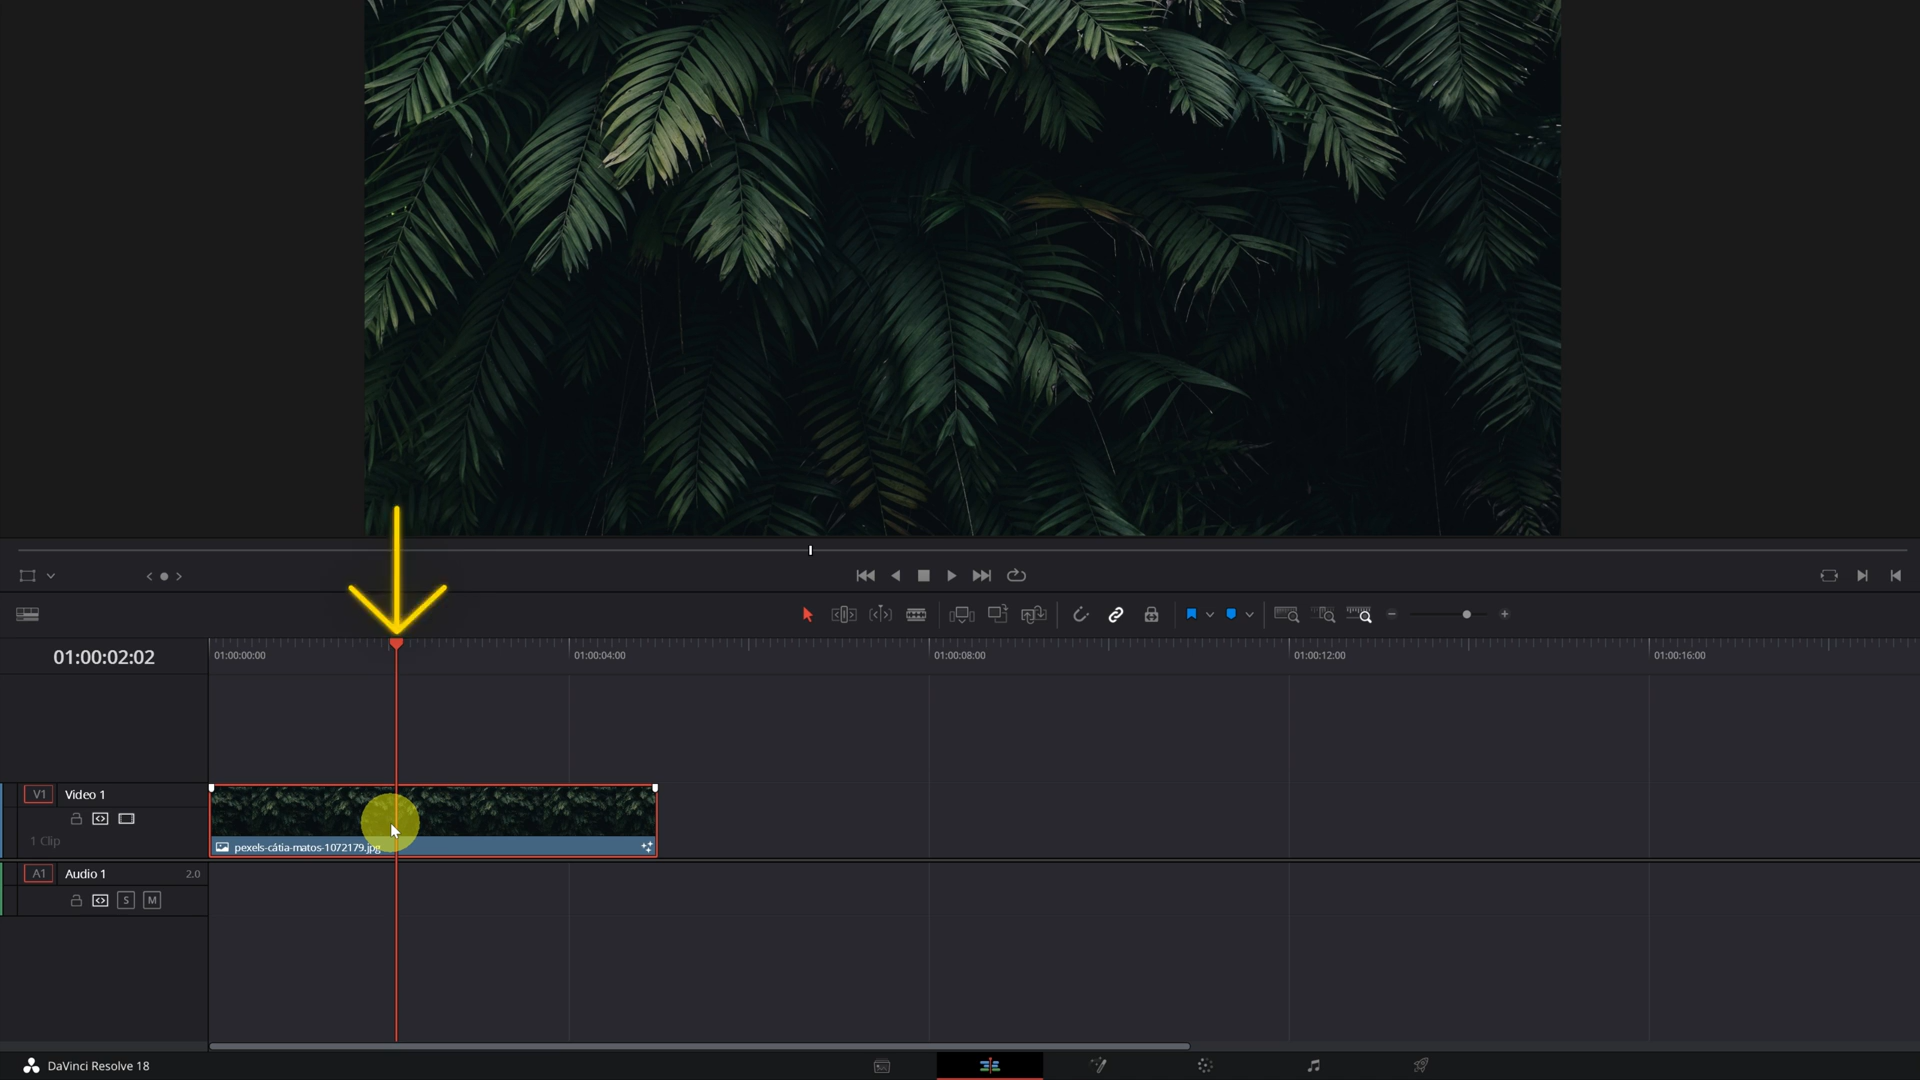 01:00:02:02
01:00:00:00
01:00:04:00
01:00:08:00
01:00:12:00
01:00:16:00
V1
Video 1
1 Clip
pexels-cátia-matos-1072179.jpg
A1
Audio 1
2.0
S
M
DaVinci Resolve 18